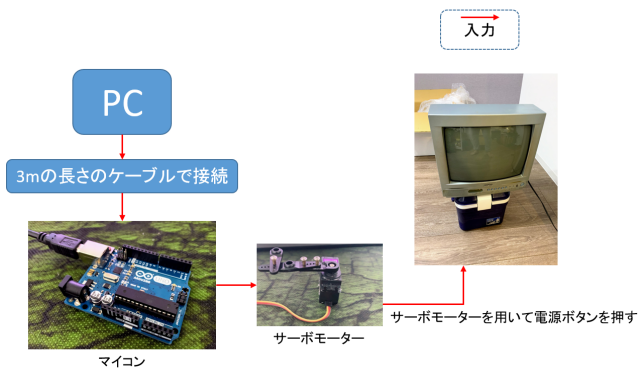 入力
PC
3mの長さのケーブルで接続
マイコン
サーボモーター
サーボモーターを用いて電源ボタンを押す